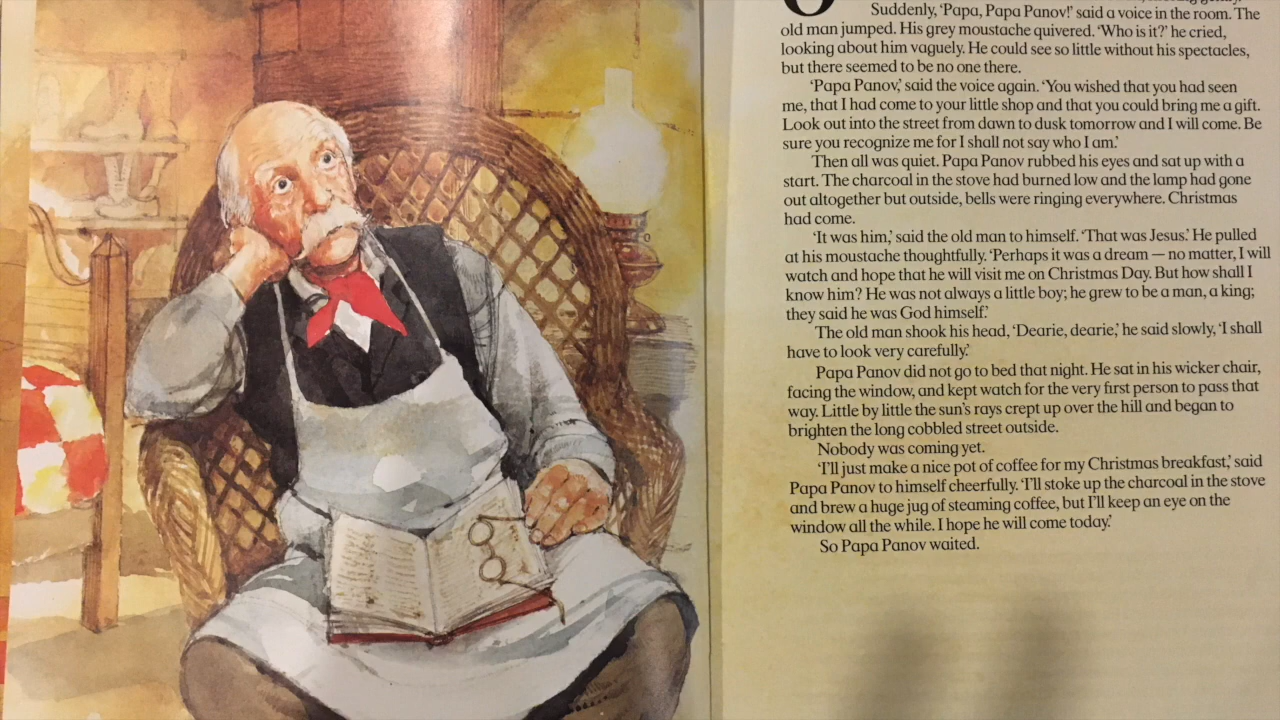 Suddenly, ‘Papa, Papa Panov!’ said a voice in the room. The
old man jumped. His grey moustache quivered. ‘Who is it?’ he cried,
looking about him vaguely. He could see so little without his spectacles,
but there seemed to be no one there.
‘Papa Panov,’ said the voice again. ‘You wished that you had seen
me, that I had come to your little shop and that you could bring me a gift.
Look out into the street from dawn to dusk tomorrow and I will come. Be
sure you recognize me for I shall not say who I am.’
Then all was quiet. Papa Panov rubbed his eyes and sat up with a
start. The charcoal in the stove had burned low and the lamp had gone
out altogether but outside, bells were ringing everywhere. Christmas
had come.
‘It was him,’ said the old man to himself. ‘That was Jesus.’ He pulled
at his moustache thoughtfully. ‘Perhaps it was a dream — no matter, I will
watch and hope that he will visit me on Christmas Day. But how shall I
know him? He was not always a little boy; he grew to be a man, a king;
they said he was God himself.’
The old man shook his head, ‘Dearie, dearie,’ he said slowly, ‘I shall
have to look very carefully.’
Papa Panov did not go to bed that night. He sat in his wicker chair,
facing the window, and kept watch for the very first person to pass that
way. Little by little the sun’s rays crept up over the hill and began to
brighten the long cobbled street outside.
Nobody was coming yet.
‘I’ll just make a nice pot of coffee for my Christmas breakfast,’ said
Papa Panov to himself cheerfully. ‘I’ll stoke up the charcoal in the stove
and brew a huge jug of steaming coffee, but I’ll keep an eye on the
window all the while. I hope he will come today.’
So Papa Panov waited.